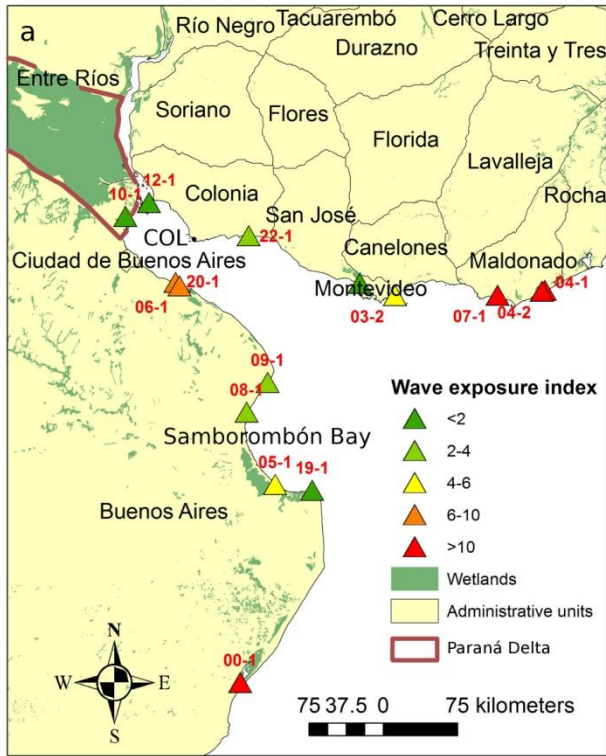 a
Río Negro
Tacuarembó
Cerro Largo
Durazno
Treinta y Tres
Entre Ríos
Soriano
Flores
Florida
Lavalleja
Rocha
12-1
10-1
Colonia
San José
COL
22-1
Canelones
Maldonado
Ciudad de Buenos Aires
Montevideo
20-1
06-1
03-2
07-1
04-2
04-1
09-1
08-1
Samborombón Bay
05-1
19-1
Buenos Aires
00-1
Wave exposure index
<2
2-4
4-6
6-10
>10
Wetlands
Administrative units
Paraná Delta
N
W
E
S
75 37.5 0 75 kilometers